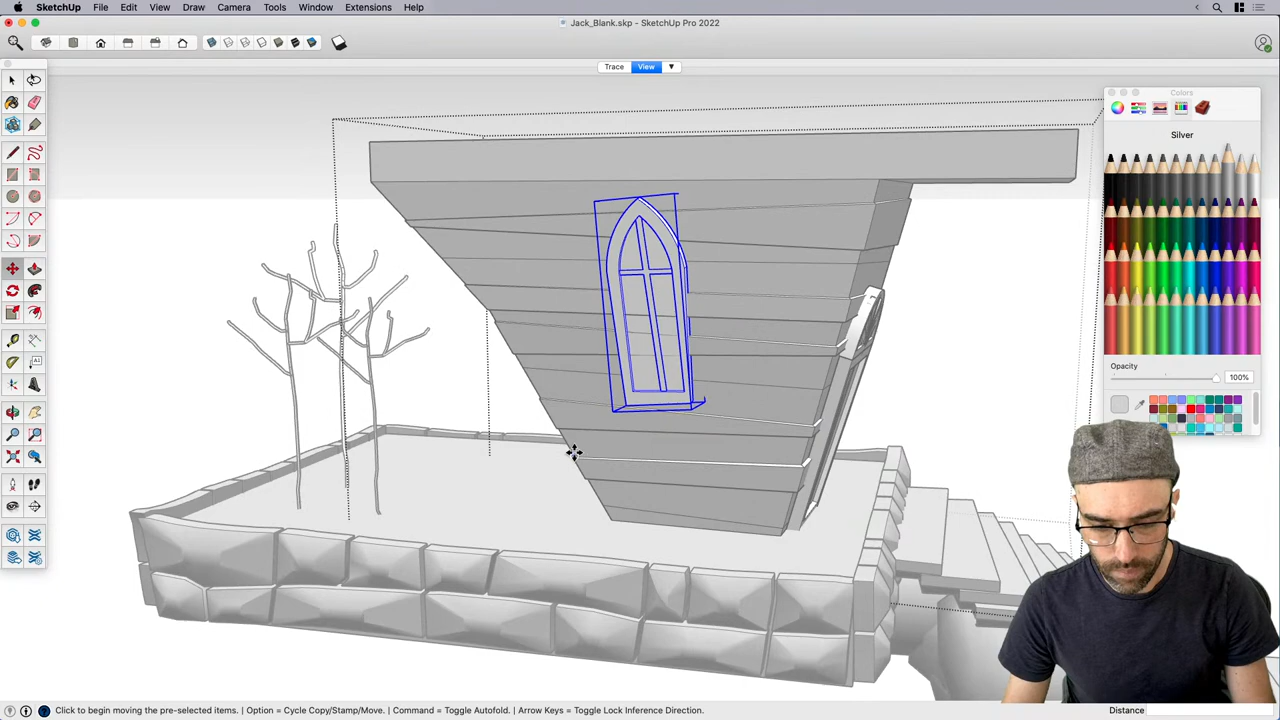 SketchUp File Edit View Draw Camera Tools Window Extensions Help
Jack_Blank.skp - SketchUp Pro 2022
Trace View ▼
Colors
Silver
Opacity
100%
A1
Click to begin moving the pre-selected items. | Option = Cycle Copy/Stamp/Move. | Command = Toggle Autofold. | Arrow Keys = Toggle Lock Inference Direction.
Distance